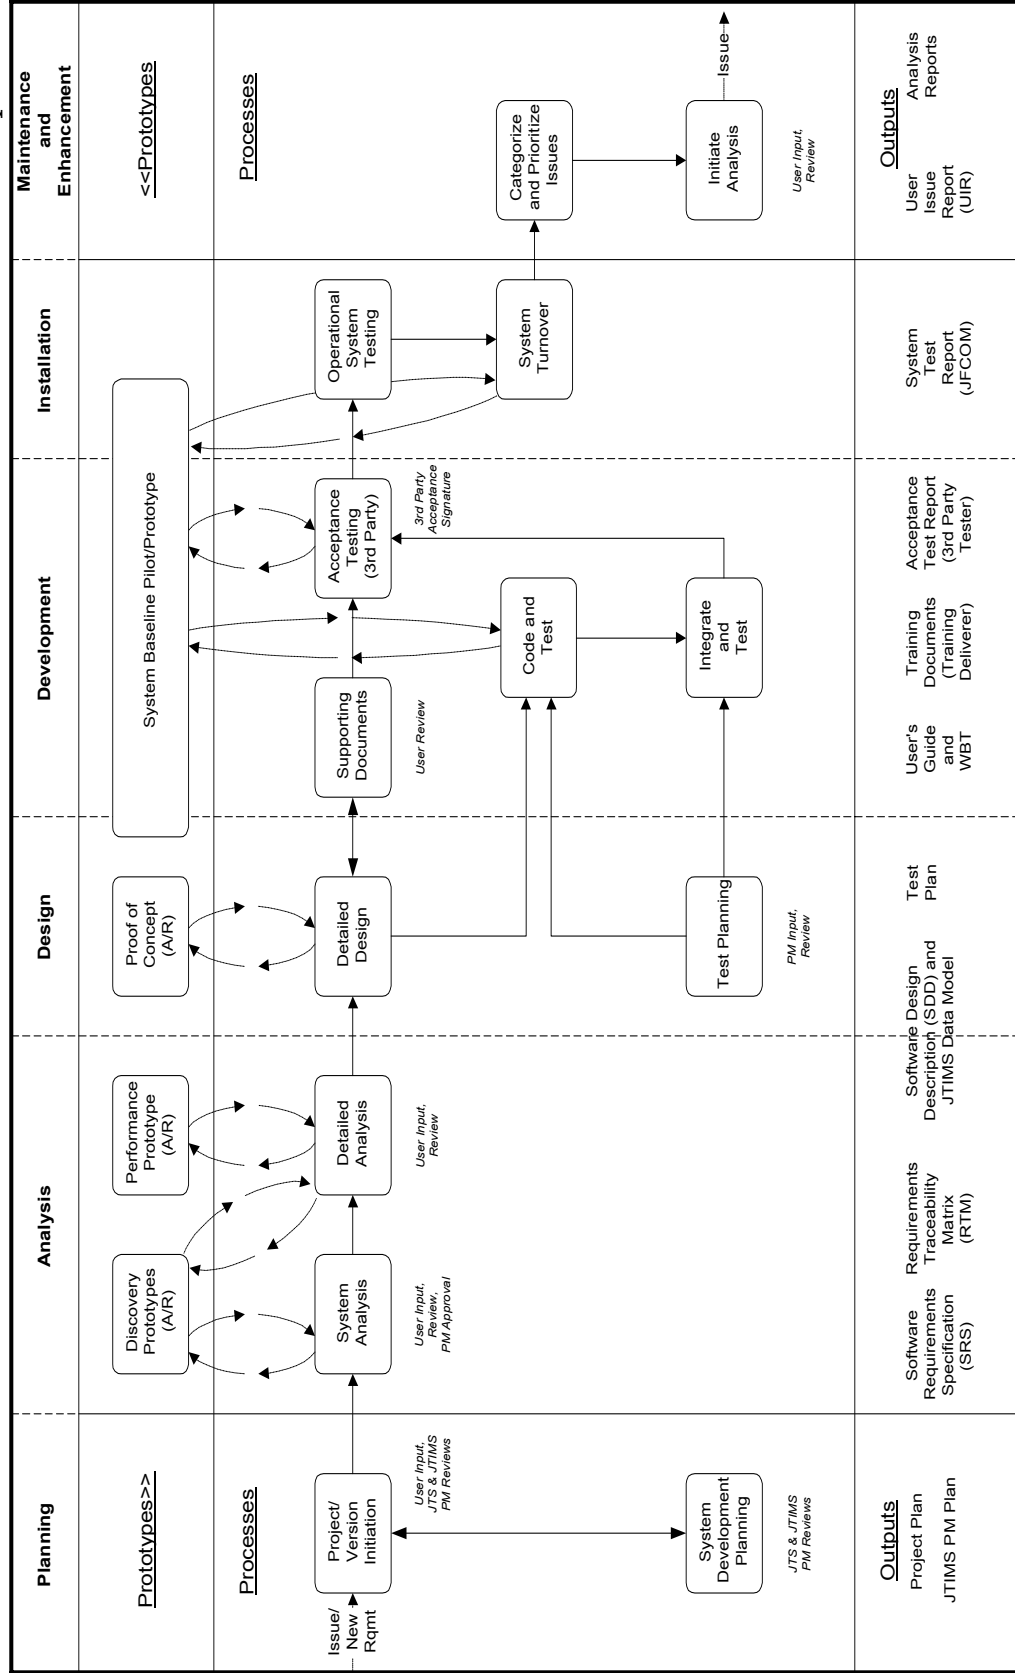 Planning
Analysis
Design
Development
Installation
Maintenance
and
Enhancement
Prototypes>>
Discovery
Prototypes
(A/R)
Performance
Prototype
(A/R)
Proof of
Concept
(A/R)
System Baseline Pilot/Prototype
<<Prototypes
Processes
Issue/
New
Rqmt
Project/
Version
Initiation
User Input,
JTS & JTIMS
PM Reviews
System
Development
Planning
JTS & JTIMS
PM Reviews
System
Analysis
User Input,
Review,
PM Approval
Detailed
Analysis
User Input,
Review
Detailed
Design
Test Planning
PM Input,
Review
Supporting
Documents
User Review
Code and
Test
Integrate
and
Test
Acceptance
Testing
(3rd Party)
3rd Party
Acceptance
Signature
Operational
System
Testing
System
Turnover
Processes
Categorize
and Prioritize
Issues
Initiate
Analysis
User Input,
Review
Issue
Outputs
Project Plan
JTIMS PM Plan
Software
Requirements
Specification
(SRS)
Requirements
Traceability
Matrix
(RTM)
Software Design
Description (SDD) and
JTIMS Data Model
Test
Plan
User's
Guide
and
WBT
Training
Documents
(Training
Deliverer)
Acceptance
Test Report
(3rd Party
Tester)
System
Test
Report
(JFCOM)
Outputs
User
Issue
Report
(UIR)
Analysis
Reports